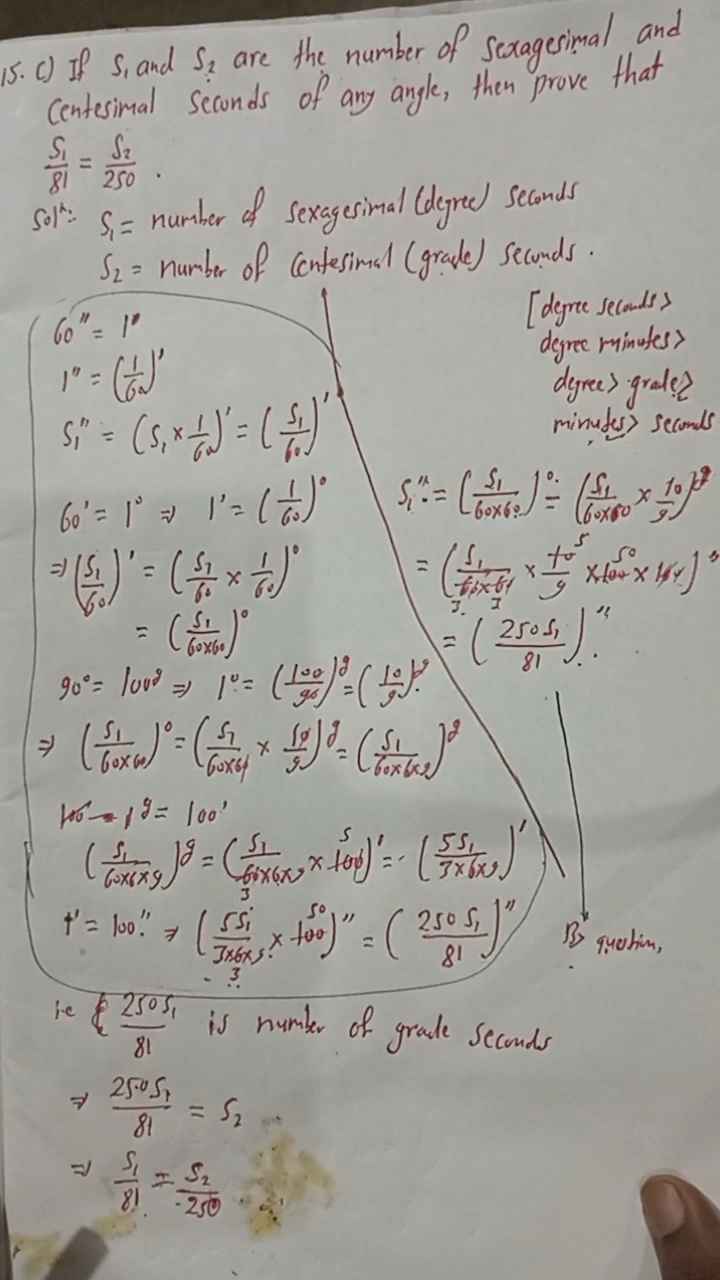 15. c) If S₁ and S₂ are the number of sexagesimal and
centesimal seconds of any angle, then prove that
S₁/81 = S₂/250 .
Solⁿ: S₁ = number of sexagesimal (degree) seconds
S₂ = number of centesimal (grade) seconds.
60" = 1'
1" = (1/60)'
S₁" = (S₁ × 1/60)' = (S₁/60)'
60' = 1° ⇒ 1' = (1/60)°
⇒ (S₁/60)' = (S₁/60 × 1/60)°
= (S₁/60×60)°
90° = 100g ⇒ 1° = (100/90)g = (10/9)g.
⇒ (S₁/60×60)° = (S₁/60×60 × 10/9)g = (S₁/60×6×9)g
1g = 100'
(S₁/60×6×9)g = (S₁/60×6×9 × 100)' = (5S₁/3×6×9)'
1' = 100" ⇒ (5S₁/3×6×9 × 100)" = (250 S₁/81)"
[degree seconds >
degree minutes >
degree > grade >
minutes > seconds
S₁" = (S₁/60×60)° = (S₁/60×60 × 10/9)g
= (S₁/60×60 × 10/9 × 100 × 100)"
= (250S₁/81)".
By question,
i.e 250S₁/81 is number of grade seconds
⇒ 250S₁/81 = S₂
⇒ S₁/81 = S₂/250